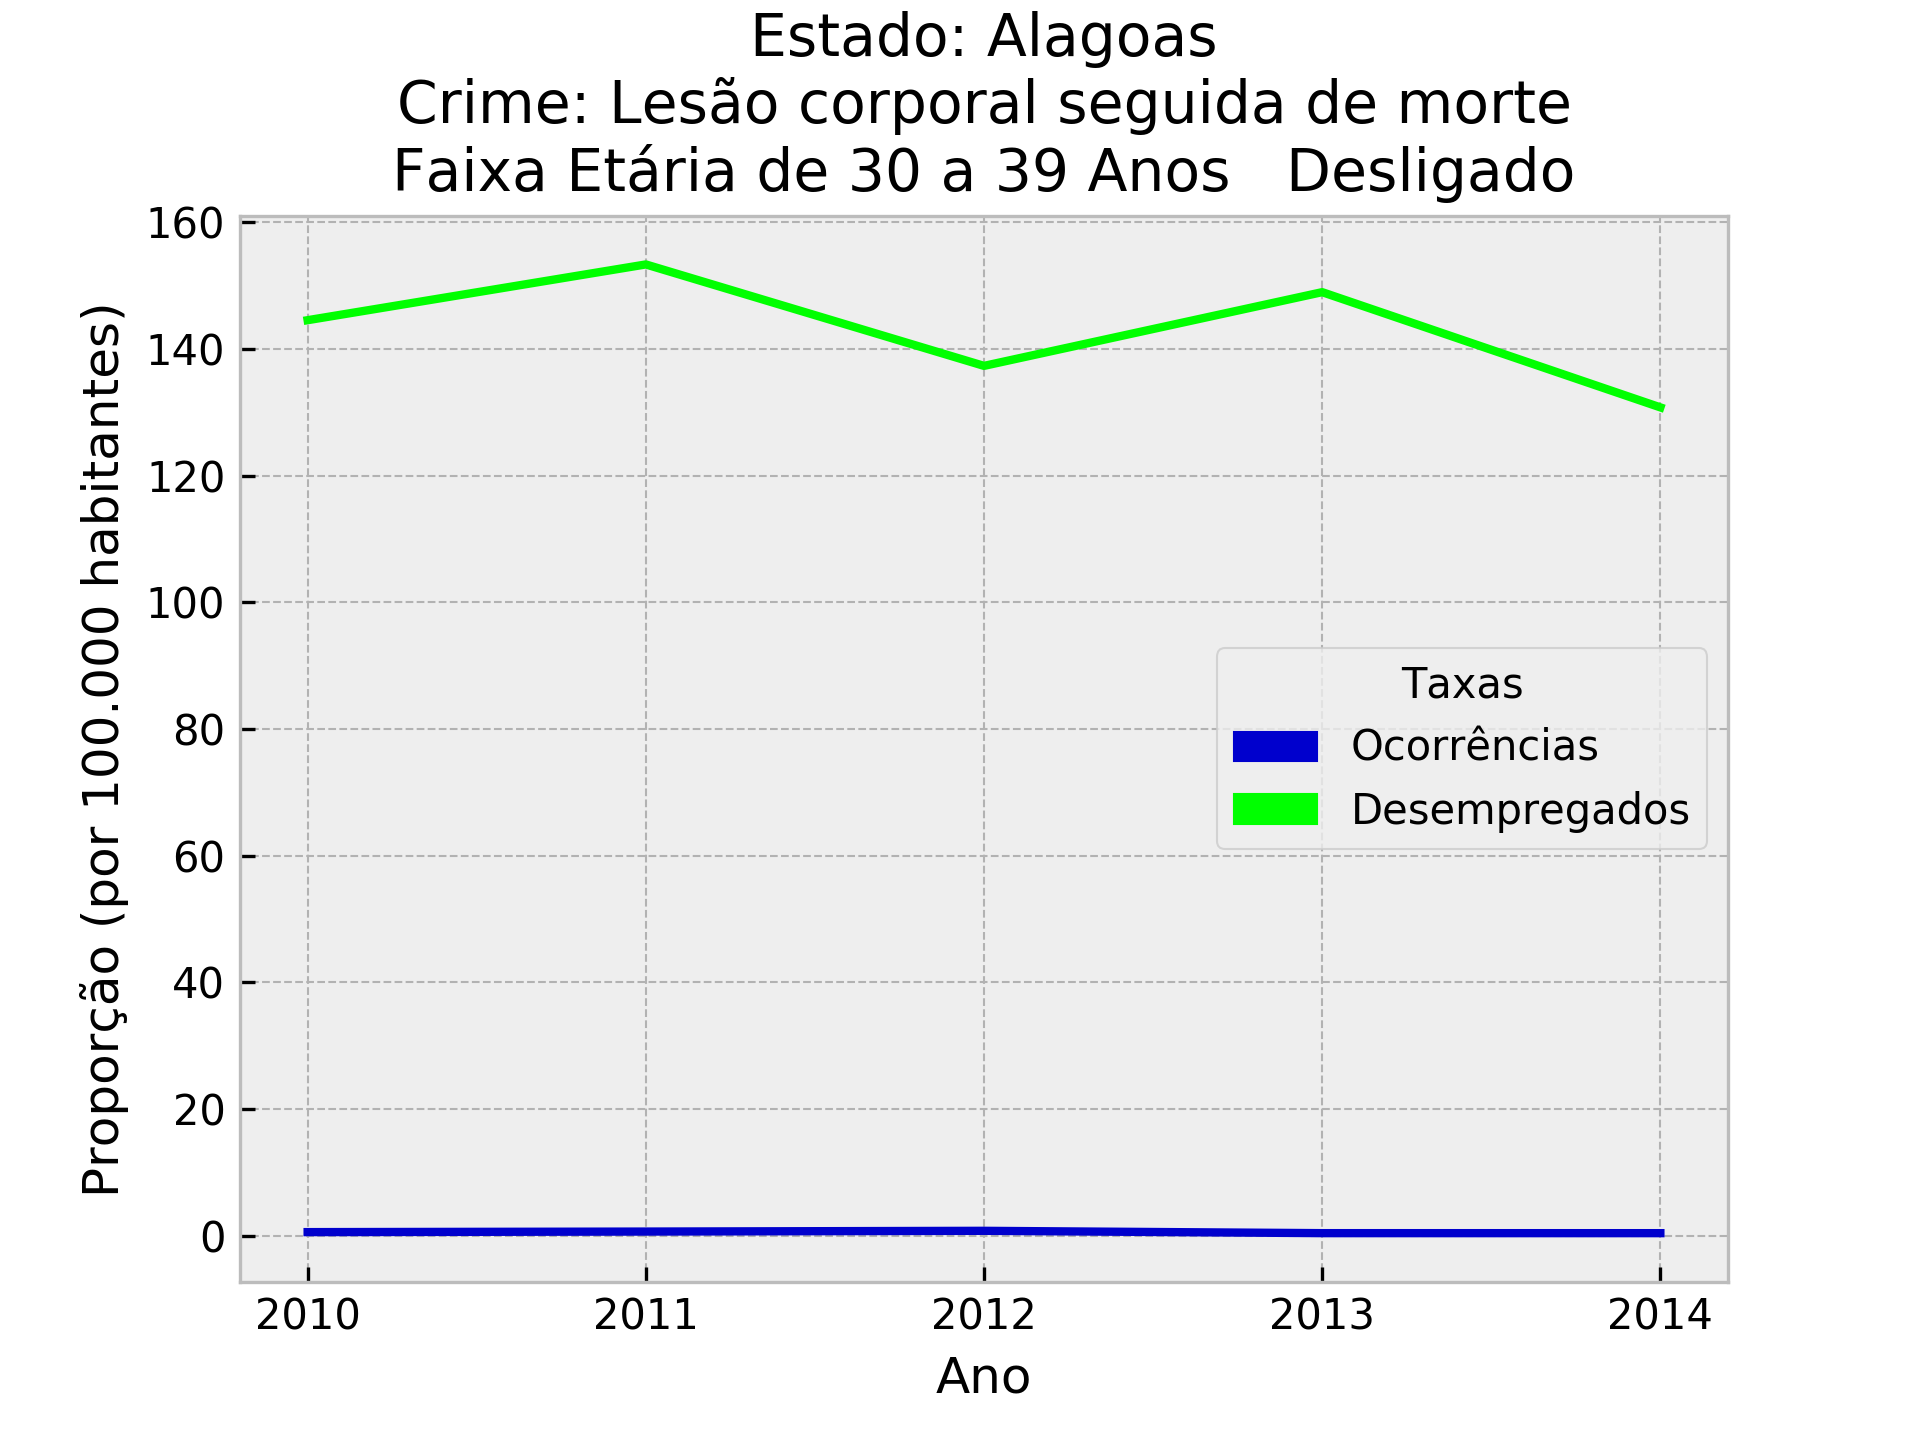 Estado: Alagoas
Crime: Lesão corporal seguida de morte
Faixa Etária de 30 a 39 Anos   Desligado
160
140
120
100
80
60
40
20
0
Proporção (por 100.000 habitantes)
Taxas
Ocorrências
Desempregados
2010 2011 2012 2013 2014
Ano